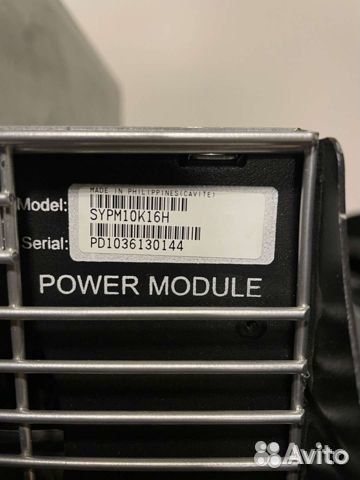 MADE IN PHILIPPINES(CAVITE)
Model: SYPM10K16H
Serial: PD1036130144
POWER MODULE
Avito